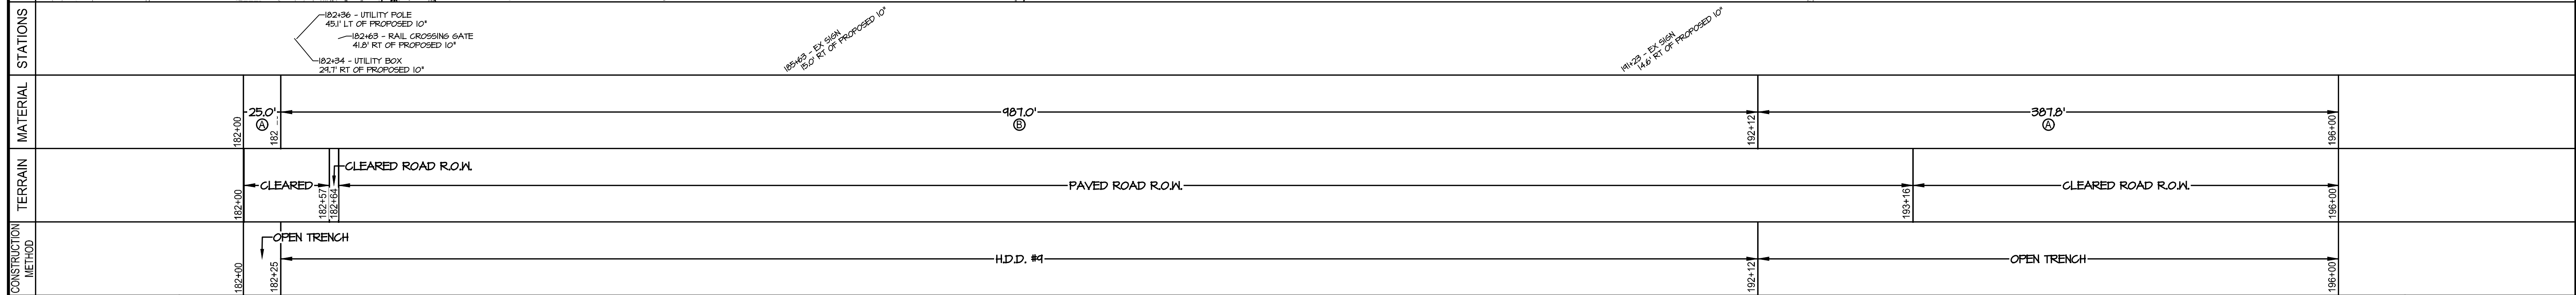 STATIONS
182+36 - UTILITY POLE
45.1' LT OF PROPOSED 10"
182+63 - RAIL CROSSING GATE
41.8' RT OF PROPOSED 10"
182+34 - UTILITY BOX
29.7' RT OF PROPOSED 10"
185+63 - EX SIGN
15.0' RT OF PROPOSED 10"
191+23 - EX SIGN
14.6' RT OF PROPOSED 10"
MATERIAL
182+00
25.0'
A
182
987.0'
B
192+12
387.8'
A
196+00
TERRAIN
182+00
CLEARED
182+57
182+64
CLEARED ROAD R.O.W.
PAVED ROAD R.O.W.
193+16
CLEARED ROAD R.O.W.
196+00
CONSTRUCTION
METHOD
182+00
OPEN TRENCH
182+25
H.D.D. #9
192+12
OPEN TRENCH
196+00